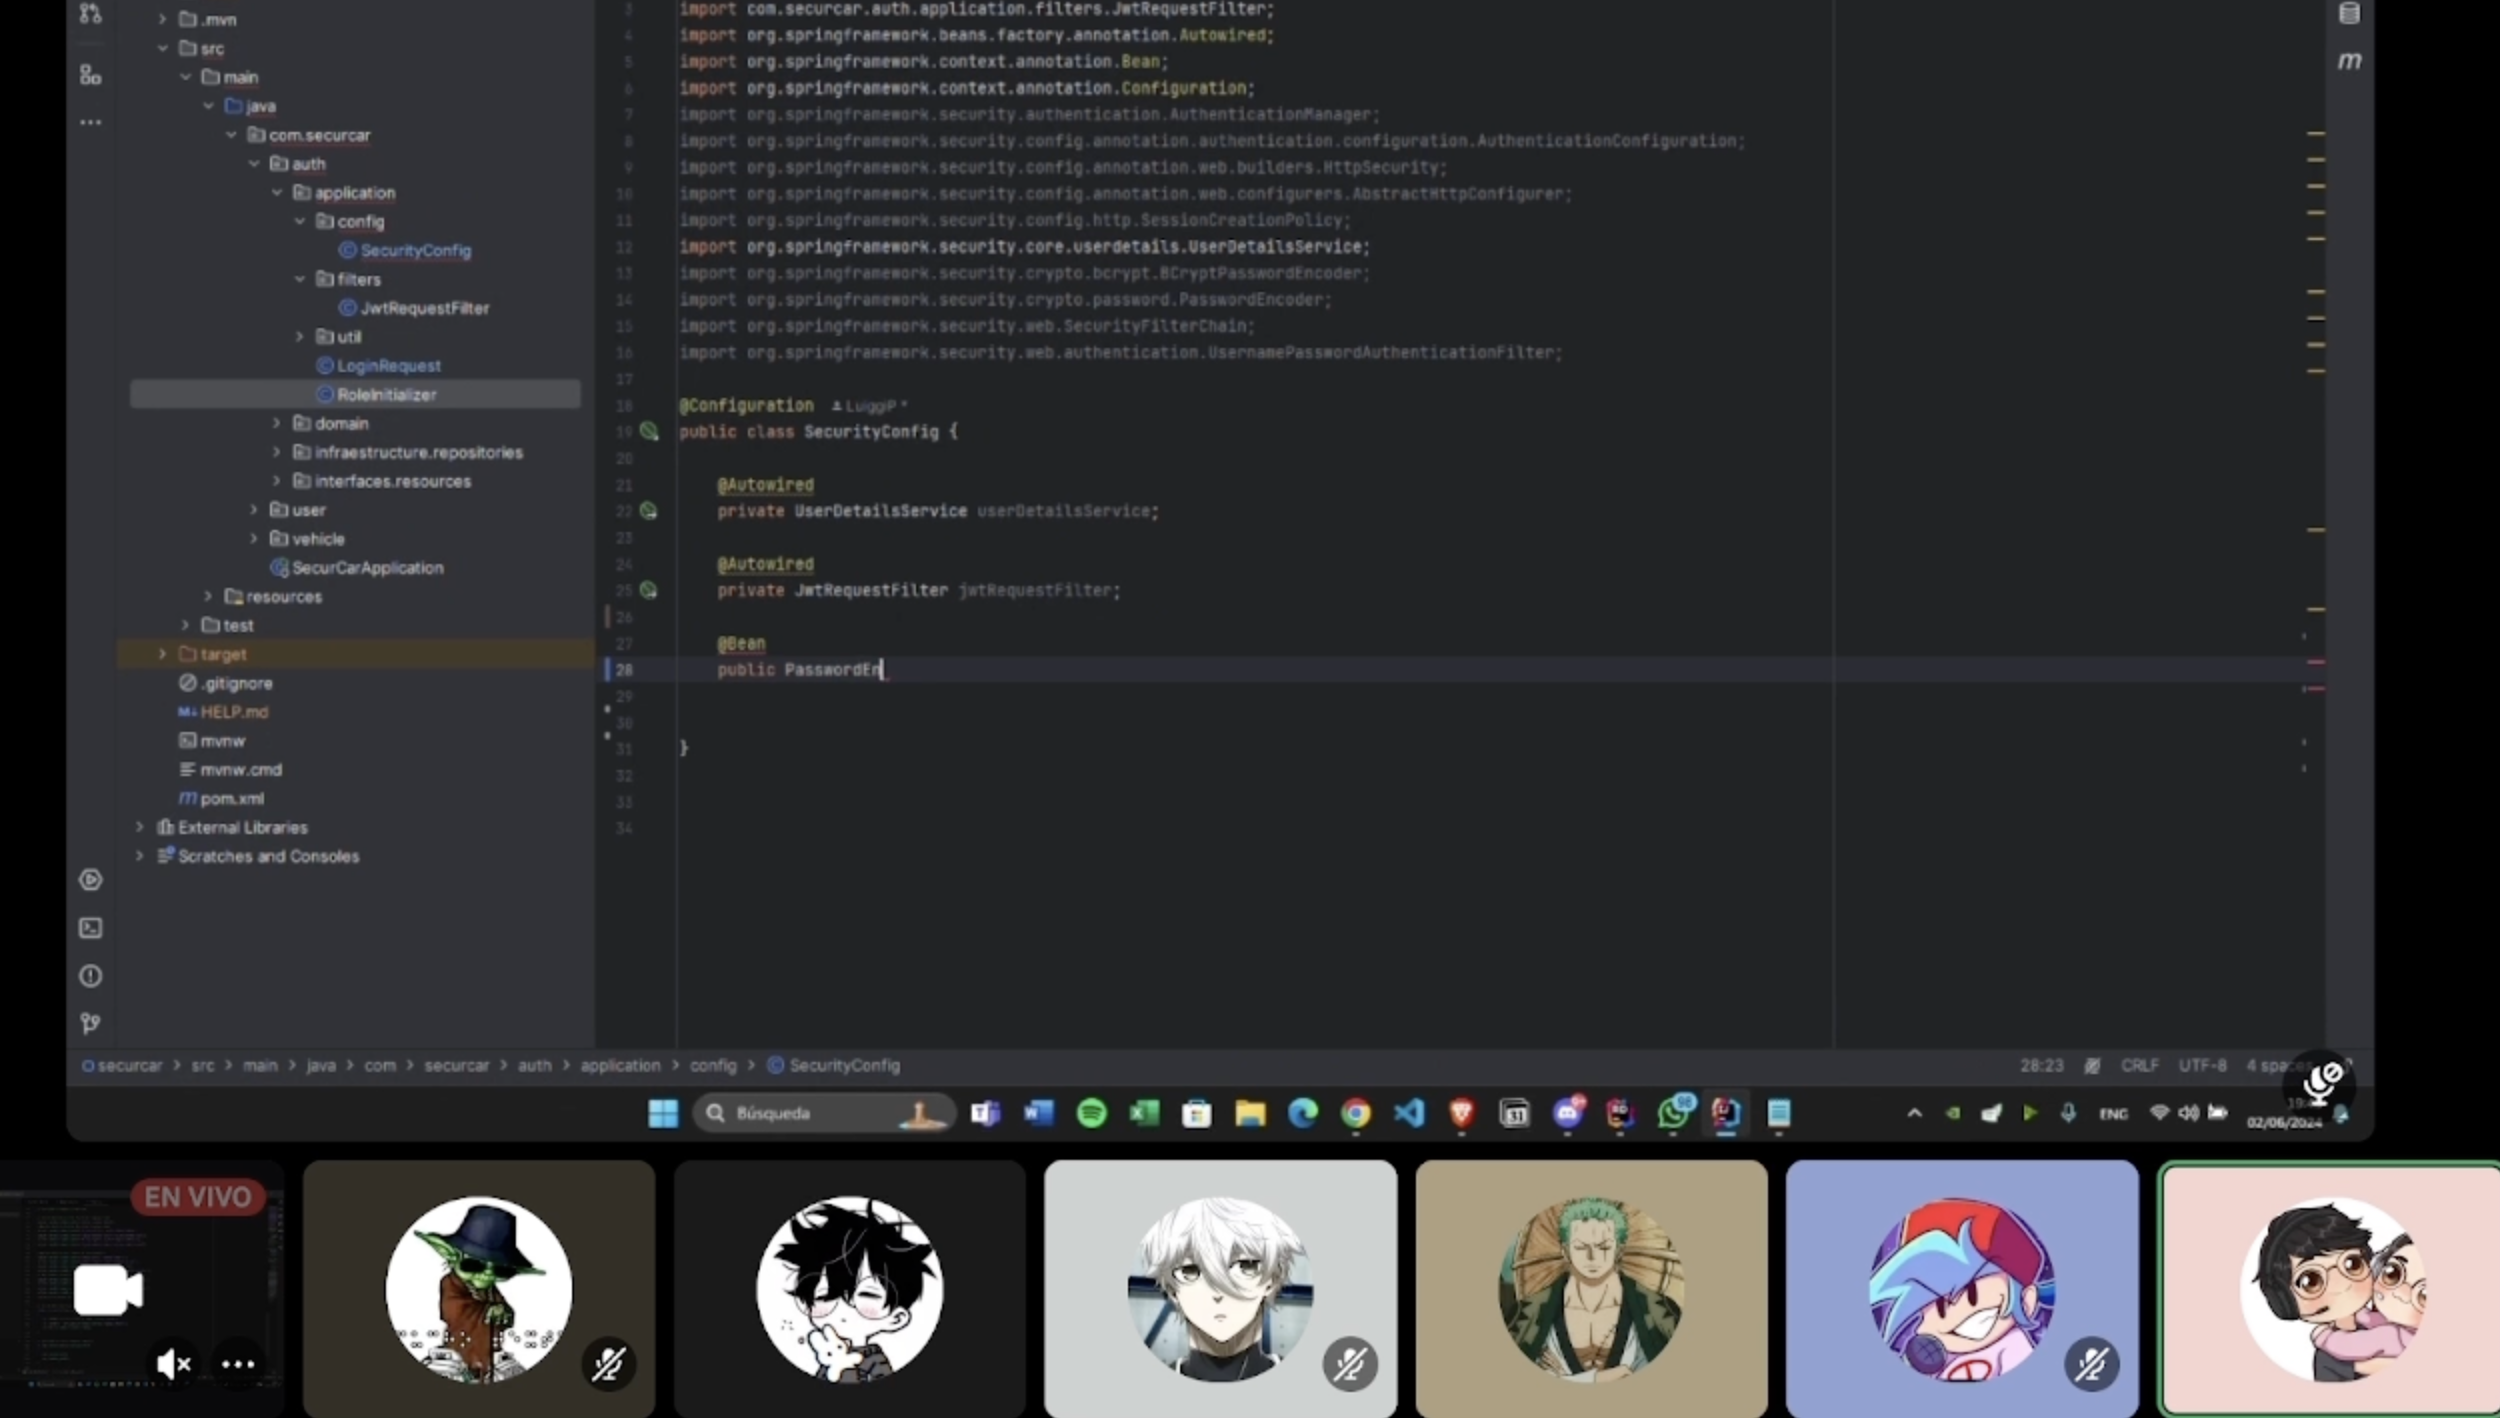 .mvn
src
main
java
com.securcar
auth
application
config
SecurityConfig
filters
JwtRequestFilter
util
LoginRequest
RoleInitializer
domain
infraestructure.repositories
interfaces.resources
user
vehicle
SecurCarApplication
resources
test
target
.gitignore
M↓ HELP.md
mvnw
mvnw.cmd
m pom.xml
External Libraries
Scratches and Consoles
3 import com.securcar.auth.application.filters.JwtRequestFilter;
4 import org.springframework.beans.factory.annotation.Autowired;
5 import org.springframework.context.annotation.Bean;
6 import org.springframework.context.annotation.Configuration;
7 import org.springframework.security.authentication.AuthenticationManager;
8 import org.springframework.security.config.annotation.authentication.configuration.AuthenticationConfiguration;
9 import org.springframework.security.config.annotation.web.builders.HttpSecurity;
10 import org.springframework.security.config.annotation.web.configurers.AbstractHttpConfigurer;
11 import org.springframework.security.config.http.SessionCreationPolicy;
12 import org.springframework.security.core.userdetails.UserDetailsService;
13 import org.springframework.security.crypto.bcrypt.BCryptPasswordEncoder;
14 import org.springframework.security.crypto.password.PasswordEncoder;
15 import org.springframework.security.web.SecurityFilterChain;
16 import org.springframework.security.web.authentication.UsernamePasswordAuthenticationFilter;
17
18 @Configuration LuiggiP *
19 public class SecurityConfig {
20
21 @Autowired
22 private UserDetailsService userDetailsService;
23
24 @Autowired
25 private JwtRequestFilter jwtRequestFilter;
26
27 @Bean
28 public PasswordEn
29
30
31 }
32
33
34
m
securcar > src > main > java > com > securcar > auth > application > config > SecurityConfig
28:23 CRLF UTF-8 4
Búsqueda
31
98
ENG
02/06/2024
EN VIVO